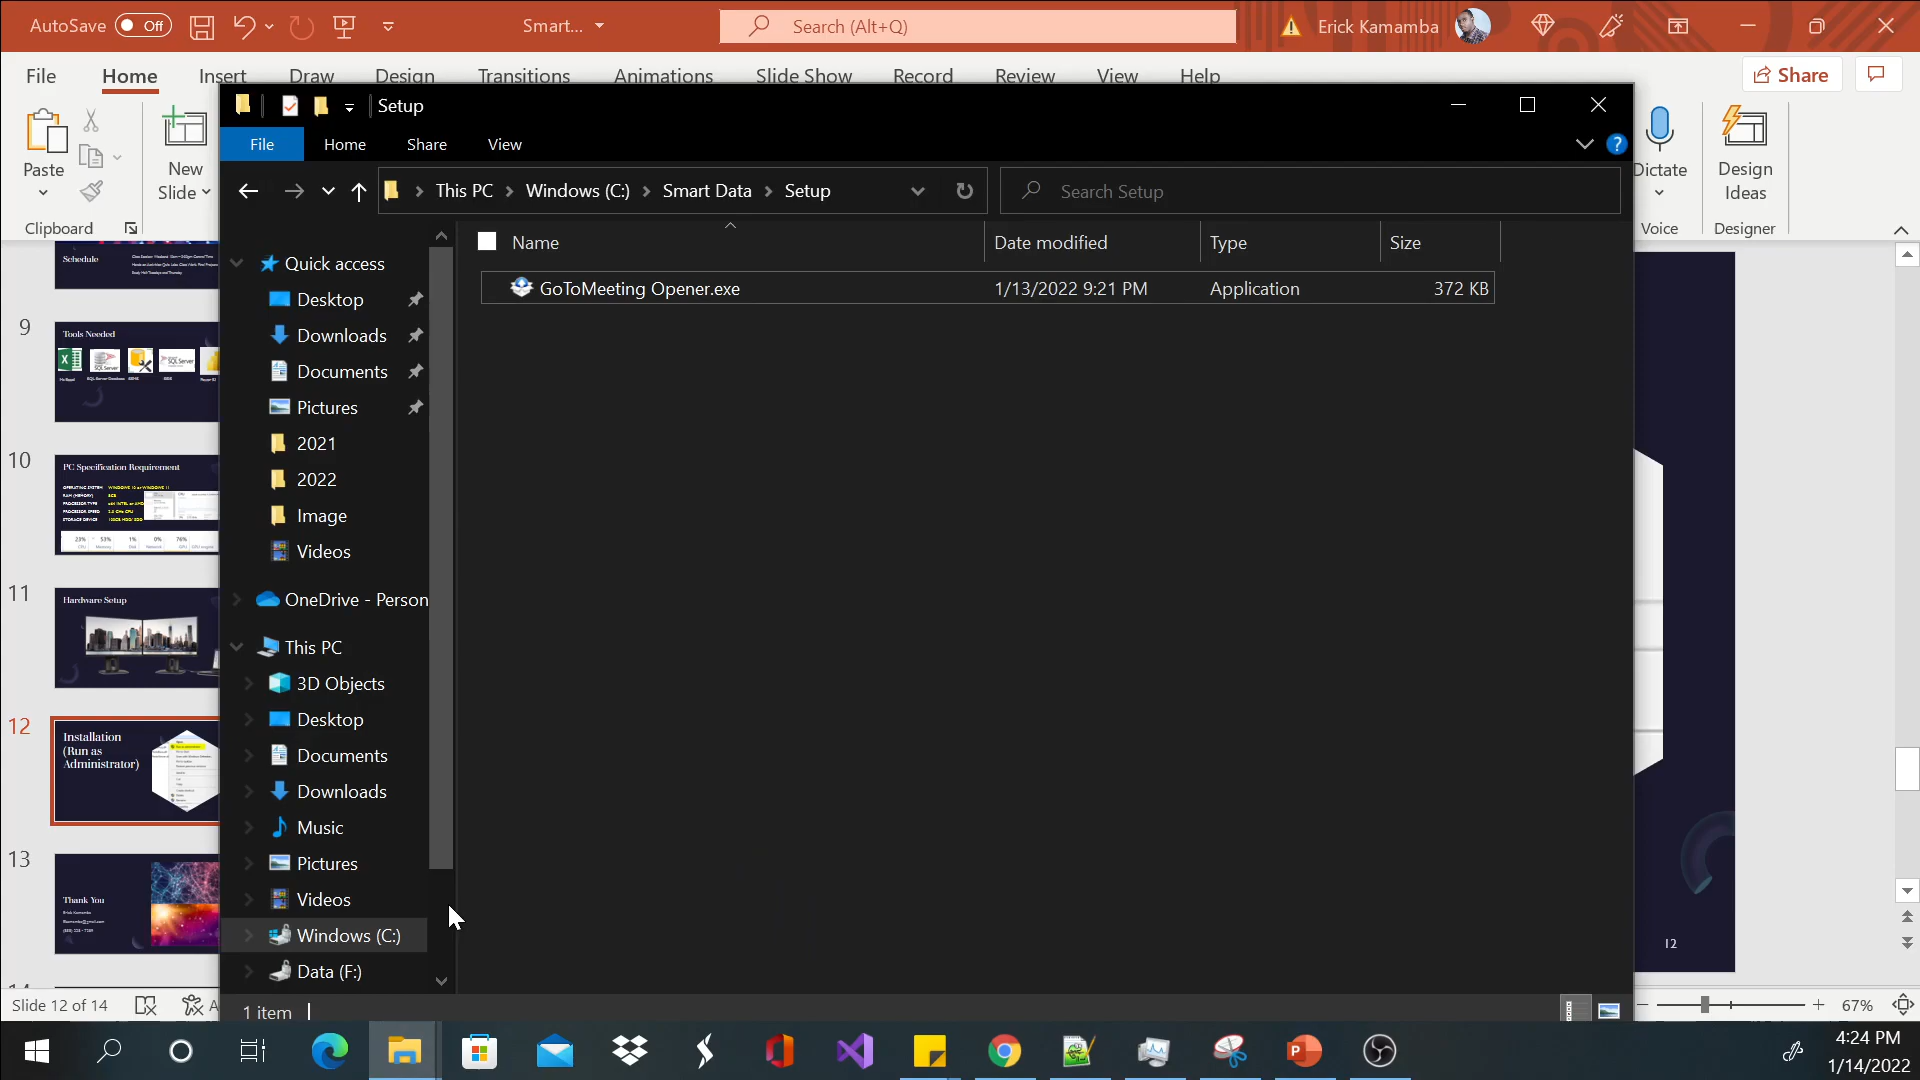 AutoSave Off Smart... Search (Alt+Q) Erick Kamamba
File Home Insert Draw Design Transitions Animations Slide Show Record Review View Help Share
Paste
New
Slide
Clipboard
Dictate
Voice
Design
Ideas
Designer
Setup
File Home Share View
This PC Windows (C:) Smart Data Setup Search Setup
Name Date modified Type Size
GoToMeeting Opener.exe 1/13/2022 9:21 PM Application 372 KB
Quick access
Desktop
Downloads
Documents
Pictures
2021
2022
Image
Videos
OneDrive - Person
This PC
3D Objects
Desktop
Documents
Downloads
Music
Pictures
Videos
Windows (C:)
Data (F:)
1 item
Schedule
9
Tools Needed
10
PC Specification Requirement
11
Hardware Setup
12
Installation
(Run as
Administrator)
13
Thank You
Erick Kamamba
12
Slide 12 of 14
67%
4:24 PM
1/14/2022